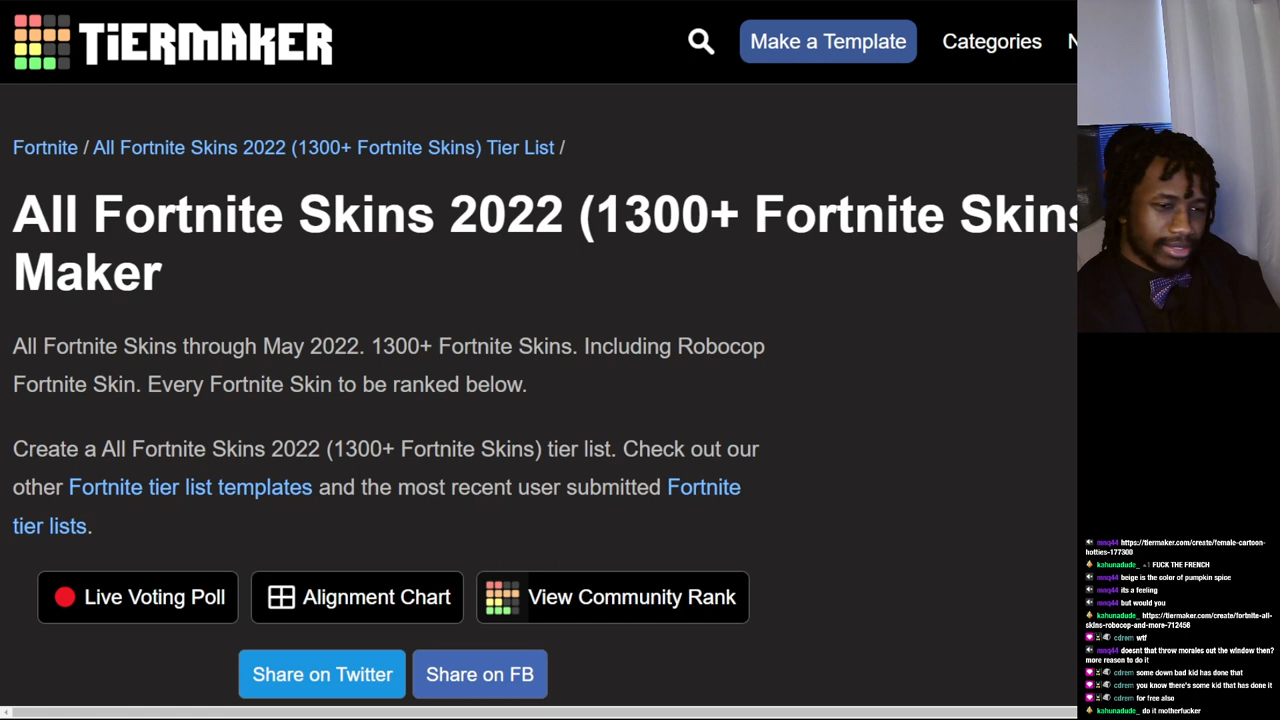 TiERMAKER
Make a Template
Categories
N
Fortnite / All Fortnite Skins 2022 (1300+ Fortnite Skins) Tier List /
All Fortnite Skins 2022 (1300+ Fortnite Skins
Maker
All Fortnite Skins through May 2022. 1300+ Fortnite Skins. Including Robocop
Fortnite Skin. Every Fortnite Skin to be ranked below.
Create a All Fortnite Skins 2022 (1300+ Fortnite Skins) tier list. Check out our
other Fortnite tier list templates and the most recent user submitted Fortnite
tier lists.
Live Voting Poll
Alignment Chart
View Community Rank
Share on Twitter
Share on FB
mnq44 https://tiermaker.com/create/female-cartoon-
hotties-177300
kahunadude_ +1 FUCK THE FRENCH
mnq44 beige is the color of pumpkin spice
mnq44 its a feeling
mnq44 but would you
kahunadude_ https://tiermaker.com/create/fortnite-all-
skins-robocop-and-more-712456
cdrem wtf
mnq44 doesnt that throw morales out the window then?
more reason to do it
cdrem some down bad kid has done that
cdrem you know there's some kid that has done it
cdrem for free also
kahunadude_ do it motherfucker